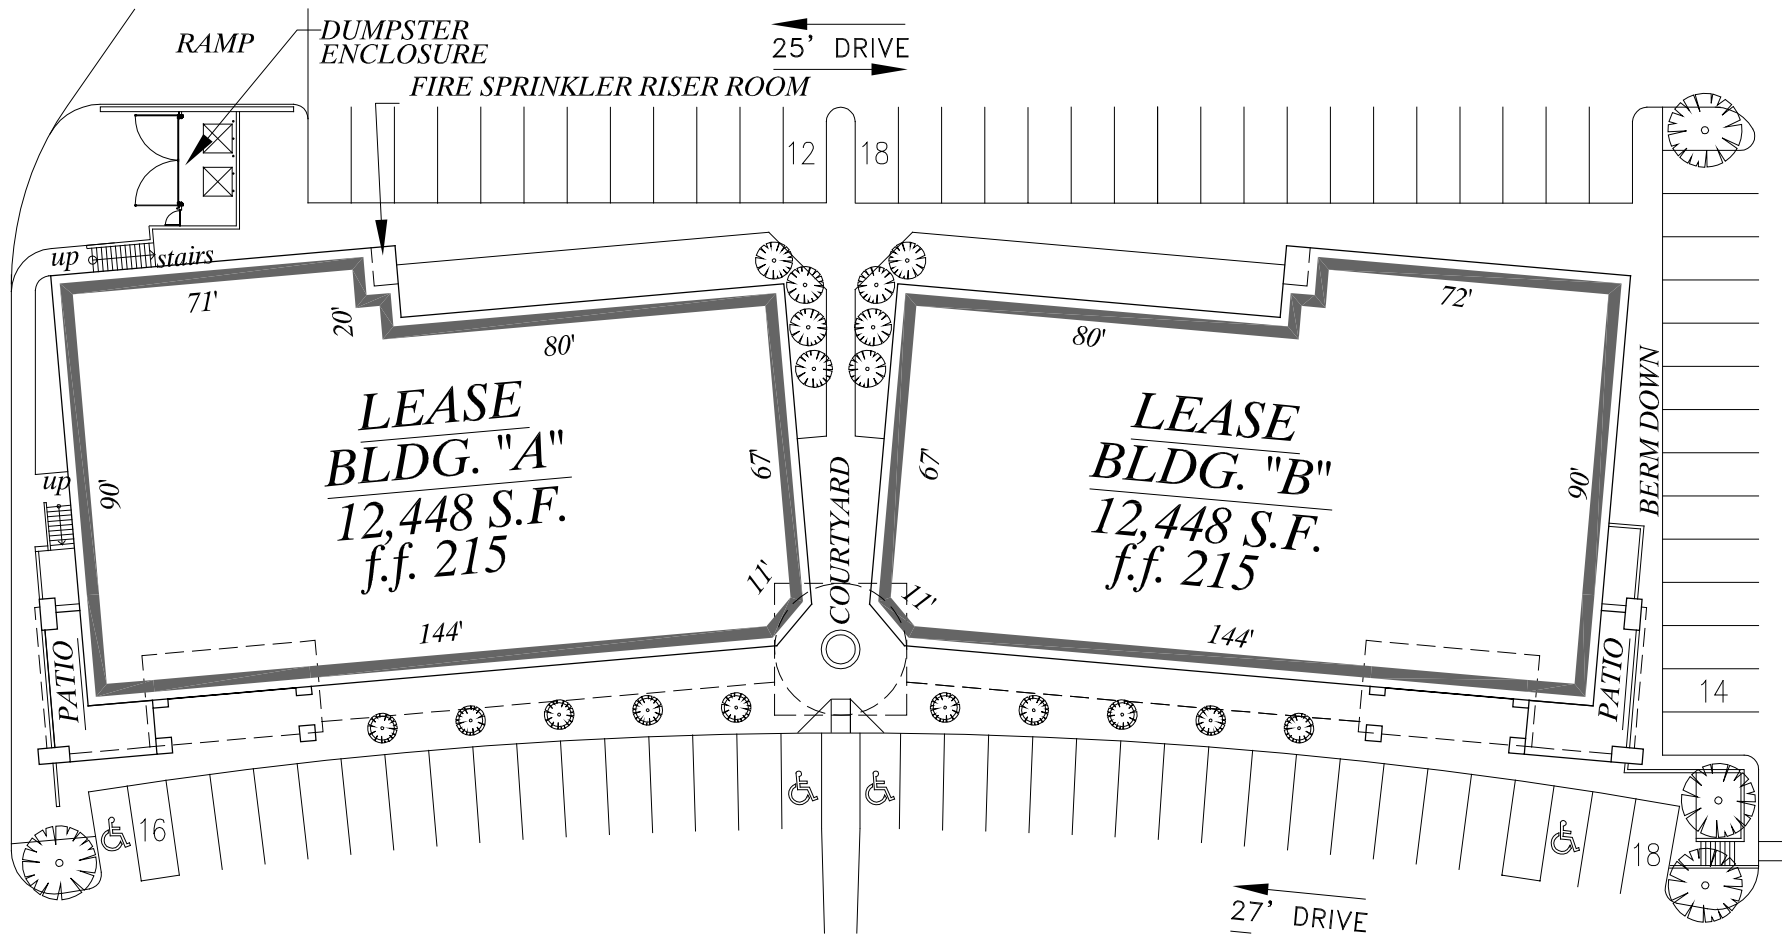 RAMP
DUMPSTER
ENCLOSURE
FIRE SPRINKLER RISER ROOM
25' DRIVE
12
18
up
stairs
71'
20'
80'
80'
72'
LEASE
BLDG. "A"
12,448 S.F.
f.f. 215
LEASE
BLDG. "B"
12,448 S.F.
f.f. 215
up
90'
67'
COURTYARD
67'
90'
BERM DOWN
11'
11'
144'
144'
PATIO
PATIO
14
16
18
27' DRIVE